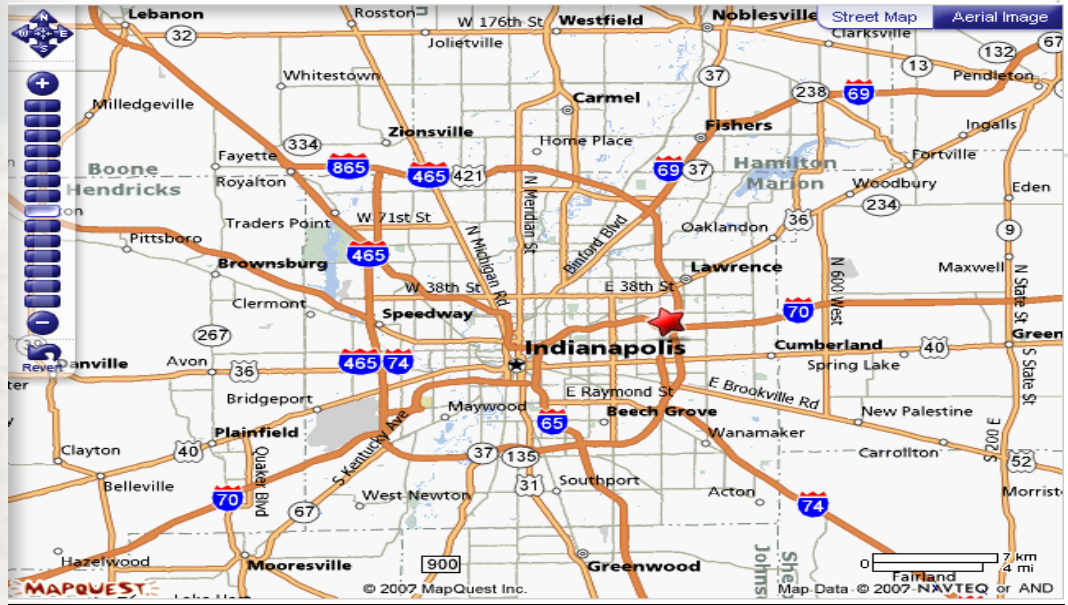 Lebanon
Rosston
W 176th St
Westfield
Noblesville
Street Map
Aerial Image
32
Jolietville
Clarksville
132
67
Whitestown
37
13
Pendleton
238
69
Milledgeville
Carmel
Zionsville
Home Place
Fishers
Ingalls
334
Fayette
865
465
421
69
37
Hamilton
Marion
Fortville
Boone
Hendricks
Royalton
Woodbury
Eden
234
W 71st St
N Meridian St
Traders Point
36
Oaklandon
9
Pittsboro
N Michigan Rd
Binford Blvd
465
Brownsburg
Lawrence
N 600 West
Maxwell
N State St
W 38th St
E 38th St
Clermont
Speedway
70
267
Indianapolis
Cumberland
40
Green
Revert
anville
Avon
36
465
74
Spring Lake
S State St
ter
Bridgeport
E Raymond St
E Brookville Rd
Maywood
65
Beech Grove
New Palestine
Plainfield
S Kentucky Ave
Wanamaker
Clayton
40
37
135
Carrollton
52
Belleville
Quaker Blvd
31
Southport
West Newton
Acton
Morrist
70
67
74
Hazelwood
Mooresville
900
Greenwood
0
7 km
4 mi
Fairland
MAPQUEST
© 2007 MapQuest Inc.
Map Data © 2007 NAVTEQ or AND